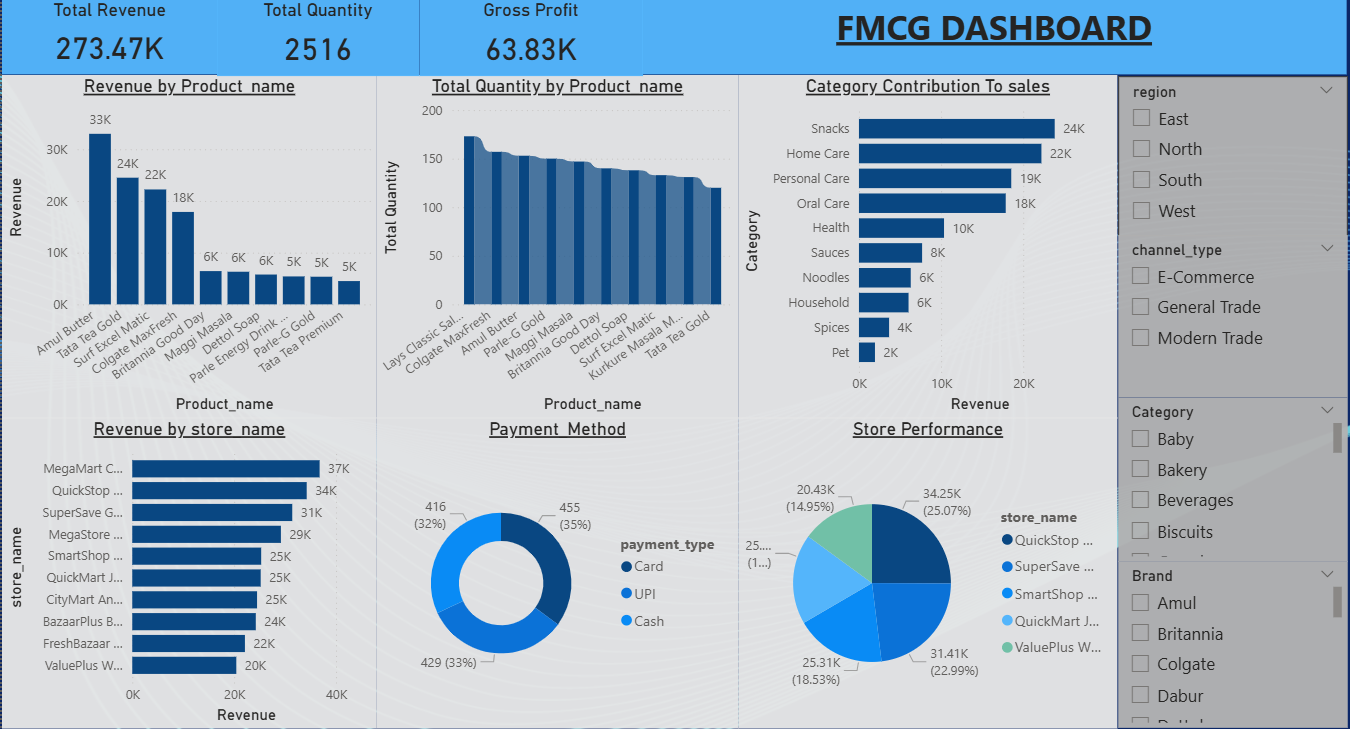 Total Revenue
273.47K
Total Quantity
2516
Gross Profit
63.83K
FMCG DASHBOARD
Revenue by Product_name
Revenue
30K
20K
10K
0K
33K
24K
22K
18K
6K
6K
6K
5K
5K
5K
Amul Butter
Tata Tea Gold
Surf Excel Matic
Colgate MaxFresh
Britannia Good Day
Maggi Masala
Dettol Soap
Parle Energy Drink ...
Parle-G Gold
Tata Tea Premium
Product_name
Total Quantity by Product_name
Total Quantity
200
150
100
50
0
Lays Classic Sal...
Colgate MaxFresh
Amul Butter
Parle-G Gold
Maggi Masala
Britannia Good Day
Dettol Soap
Surf Excel Matic
Kurkure Masala M...
Tata Tea Gold
Product_name
Category Contribution To sales
Category
Snacks 24K
Home Care 22K
Personal Care 19K
Oral Care 18K
Health 10K
Sauces 8K
Noodles 6K
Household 6K
Spices 4K
Pet 2K
0K 10K 20K
Revenue
Revenue by store_name
store_name
MegaMart C... 37K
QuickStop ... 34K
SuperSave G... 31K
MegaStore ... 29K
SmartShop ... 25K
QuickMart J... 25K
CityMart An... 25K
BazaarPlus B... 24K
FreshBazaar ... 22K
ValuePlus W... 20K
0K 20K 40K
Revenue
Payment_Method
416
(32%)
455
(35%)
429 (33%)
payment_type
Card
UPI
Cash
Store Performance
20.43K
(14.95%)
34.25K
(25.07%)
25....
(1...)
25.31K
(18.53%)
31.41K
(22.99%)
store_name
QuickStop ...
SuperSave ...
SmartShop ...
QuickMart J...
ValuePlus W...
region
East
North
South
West
channel_type
E-Commerce
General Trade
Modern Trade
Category
Baby
Bakery
Beverages
Biscuits
Brand
Amul
Britannia
Colgate
Dabur